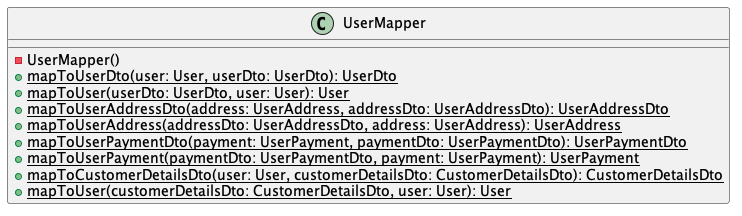 C UserMapper
UserMapper()
mapToUserDto(user: User, userDto: UserDto): UserDto
mapToUser(userDto: UserDto, user: User): User
mapToUserAddressDto(address: UserAddress, addressDto: UserAddressDto): UserAddressDto
mapToUserAddress(addressDto: UserAddressDto, address: UserAddress): UserAddress
mapToUserPaymentDto(payment: UserPayment, paymentDto: UserPaymentDto): UserPaymentDto
mapToUserPayment(paymentDto: UserPaymentDto, payment: UserPayment): UserPayment
mapToCustomerDetailsDto(user: User, customerDetailsDto: CustomerDetailsDto): CustomerDetailsDto
mapToUser(customerDetailsDto: CustomerDetailsDto, user: User): User